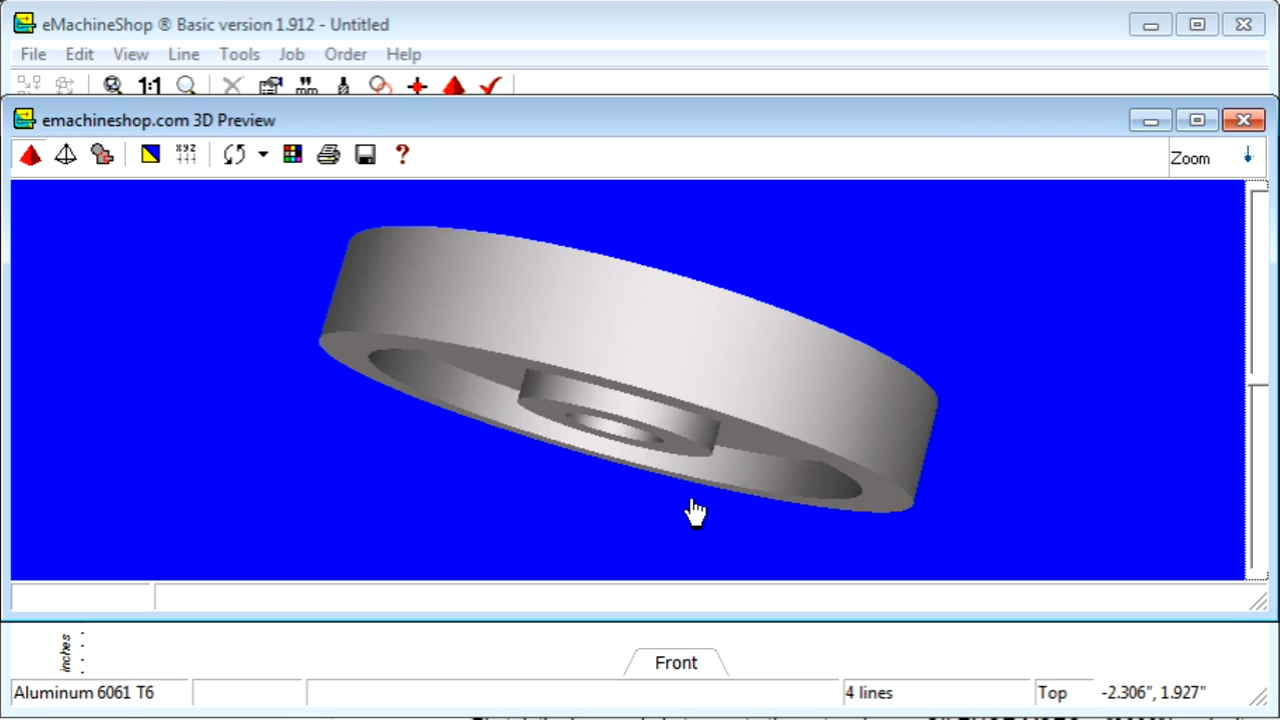 eMachineShop ® Basic version 1.912 - Untitled
File Edit View Line Tools Job Order Help
1:1
emachineshop.com 3D Preview
xyz ?
Zoom
inches
Front
Aluminum 6061 T6 4 lines Top -2.306", 1.927"